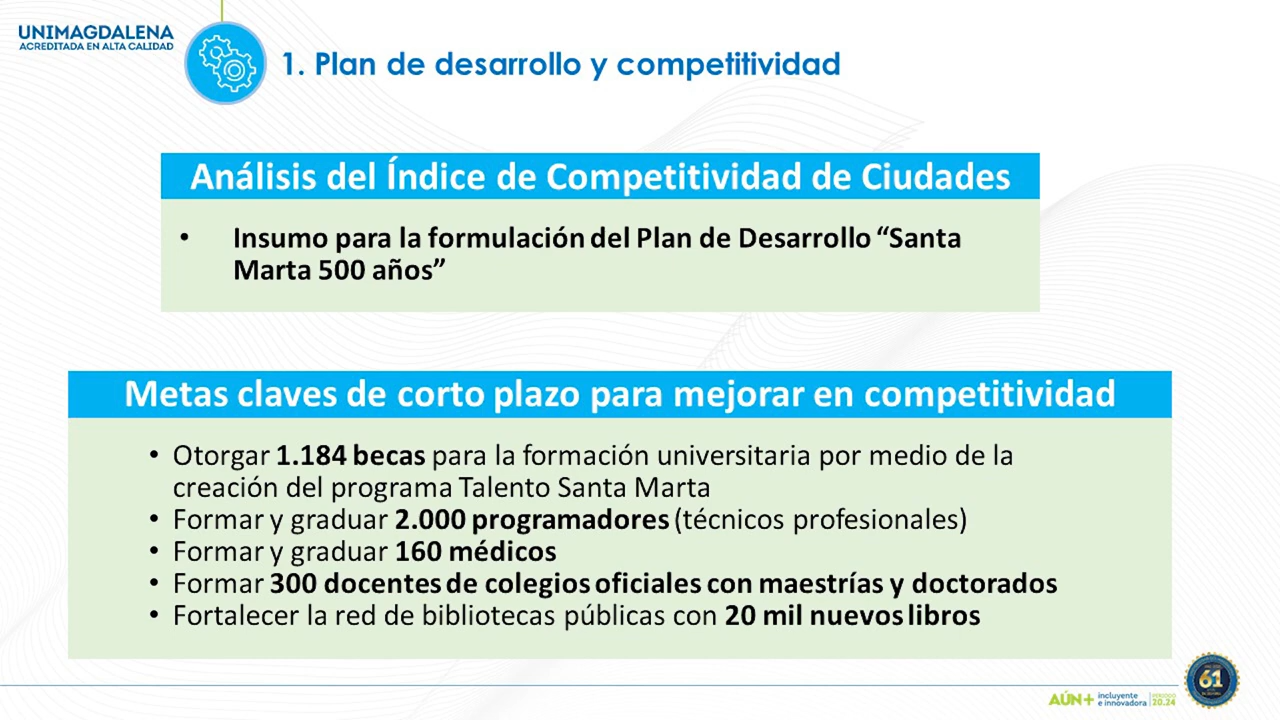 UNIMAGDALENA
ACREDITADA EN ALTA CALIDAD
1. Plan de desarrollo y competitividad
Análisis del Índice de Competitividad de Ciudades
• Insumo para la formulación del Plan de Desarrollo “Santa
Marta 500 años”
Metas claves de corto plazo para mejorar en competitividad
• Otorgar 1.184 becas para la formación universitaria por medio de la
creación del programa Talento Santa Marta
• Formar y graduar 2.000 programadores (técnicos profesionales)
• Formar y graduar 160 médicos
• Formar 300 docentes de colegios oficiales con maestrías y doctorados
• Fortalecer la red de bibliotecas públicas con 20 mil nuevos libros
AÚN+ incluyente
e innovadora
PERIODO
20.24
61